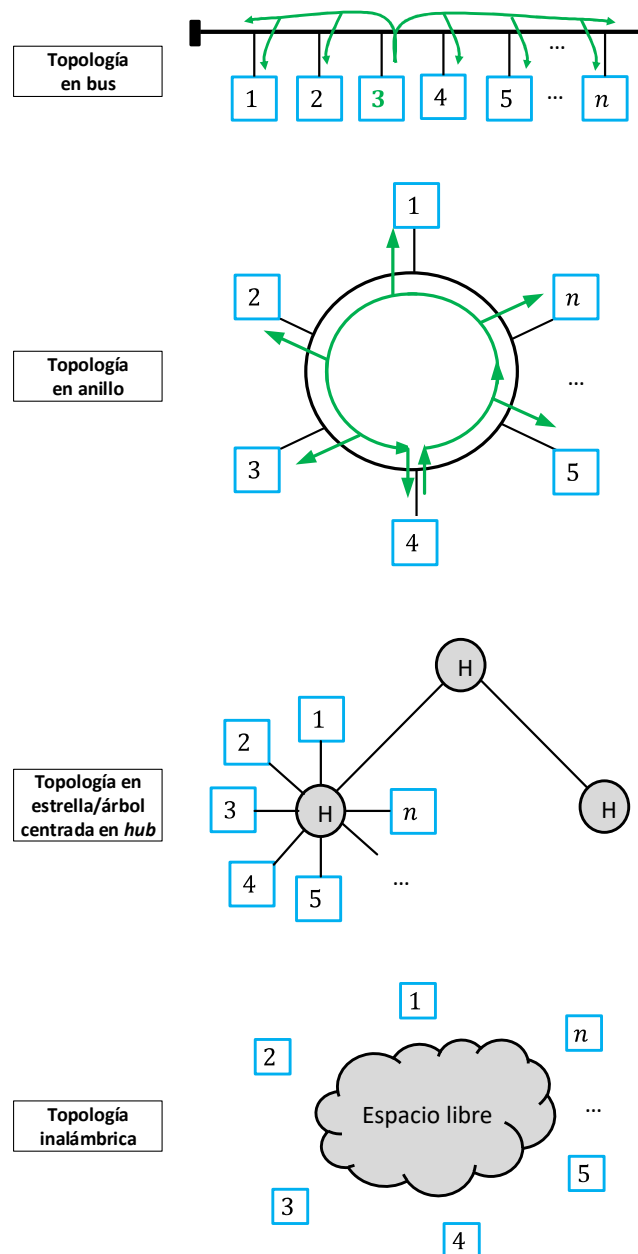 Topología
en bus
...
1 2 3 4 5 ... n
Topología
en anillo
1
2
n
...
3
5
4
Topología en
estrella/árbol
centrada en hub
H
1
2
3
H
n
H
4
5
...
Topología
inalámbrica
1
n
2
Espacio libre
...
5
3
4